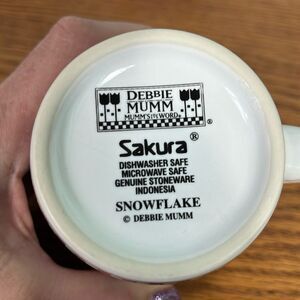 DEBBIE
MUMM
MUMM'S THE WORD®
Sakura®
DISHWASHER SAFE
MICROWAVE SAFE
GENUINE STONEWARE
INDONESIA
SNOWFLAKE
© DEBBIE MUMM